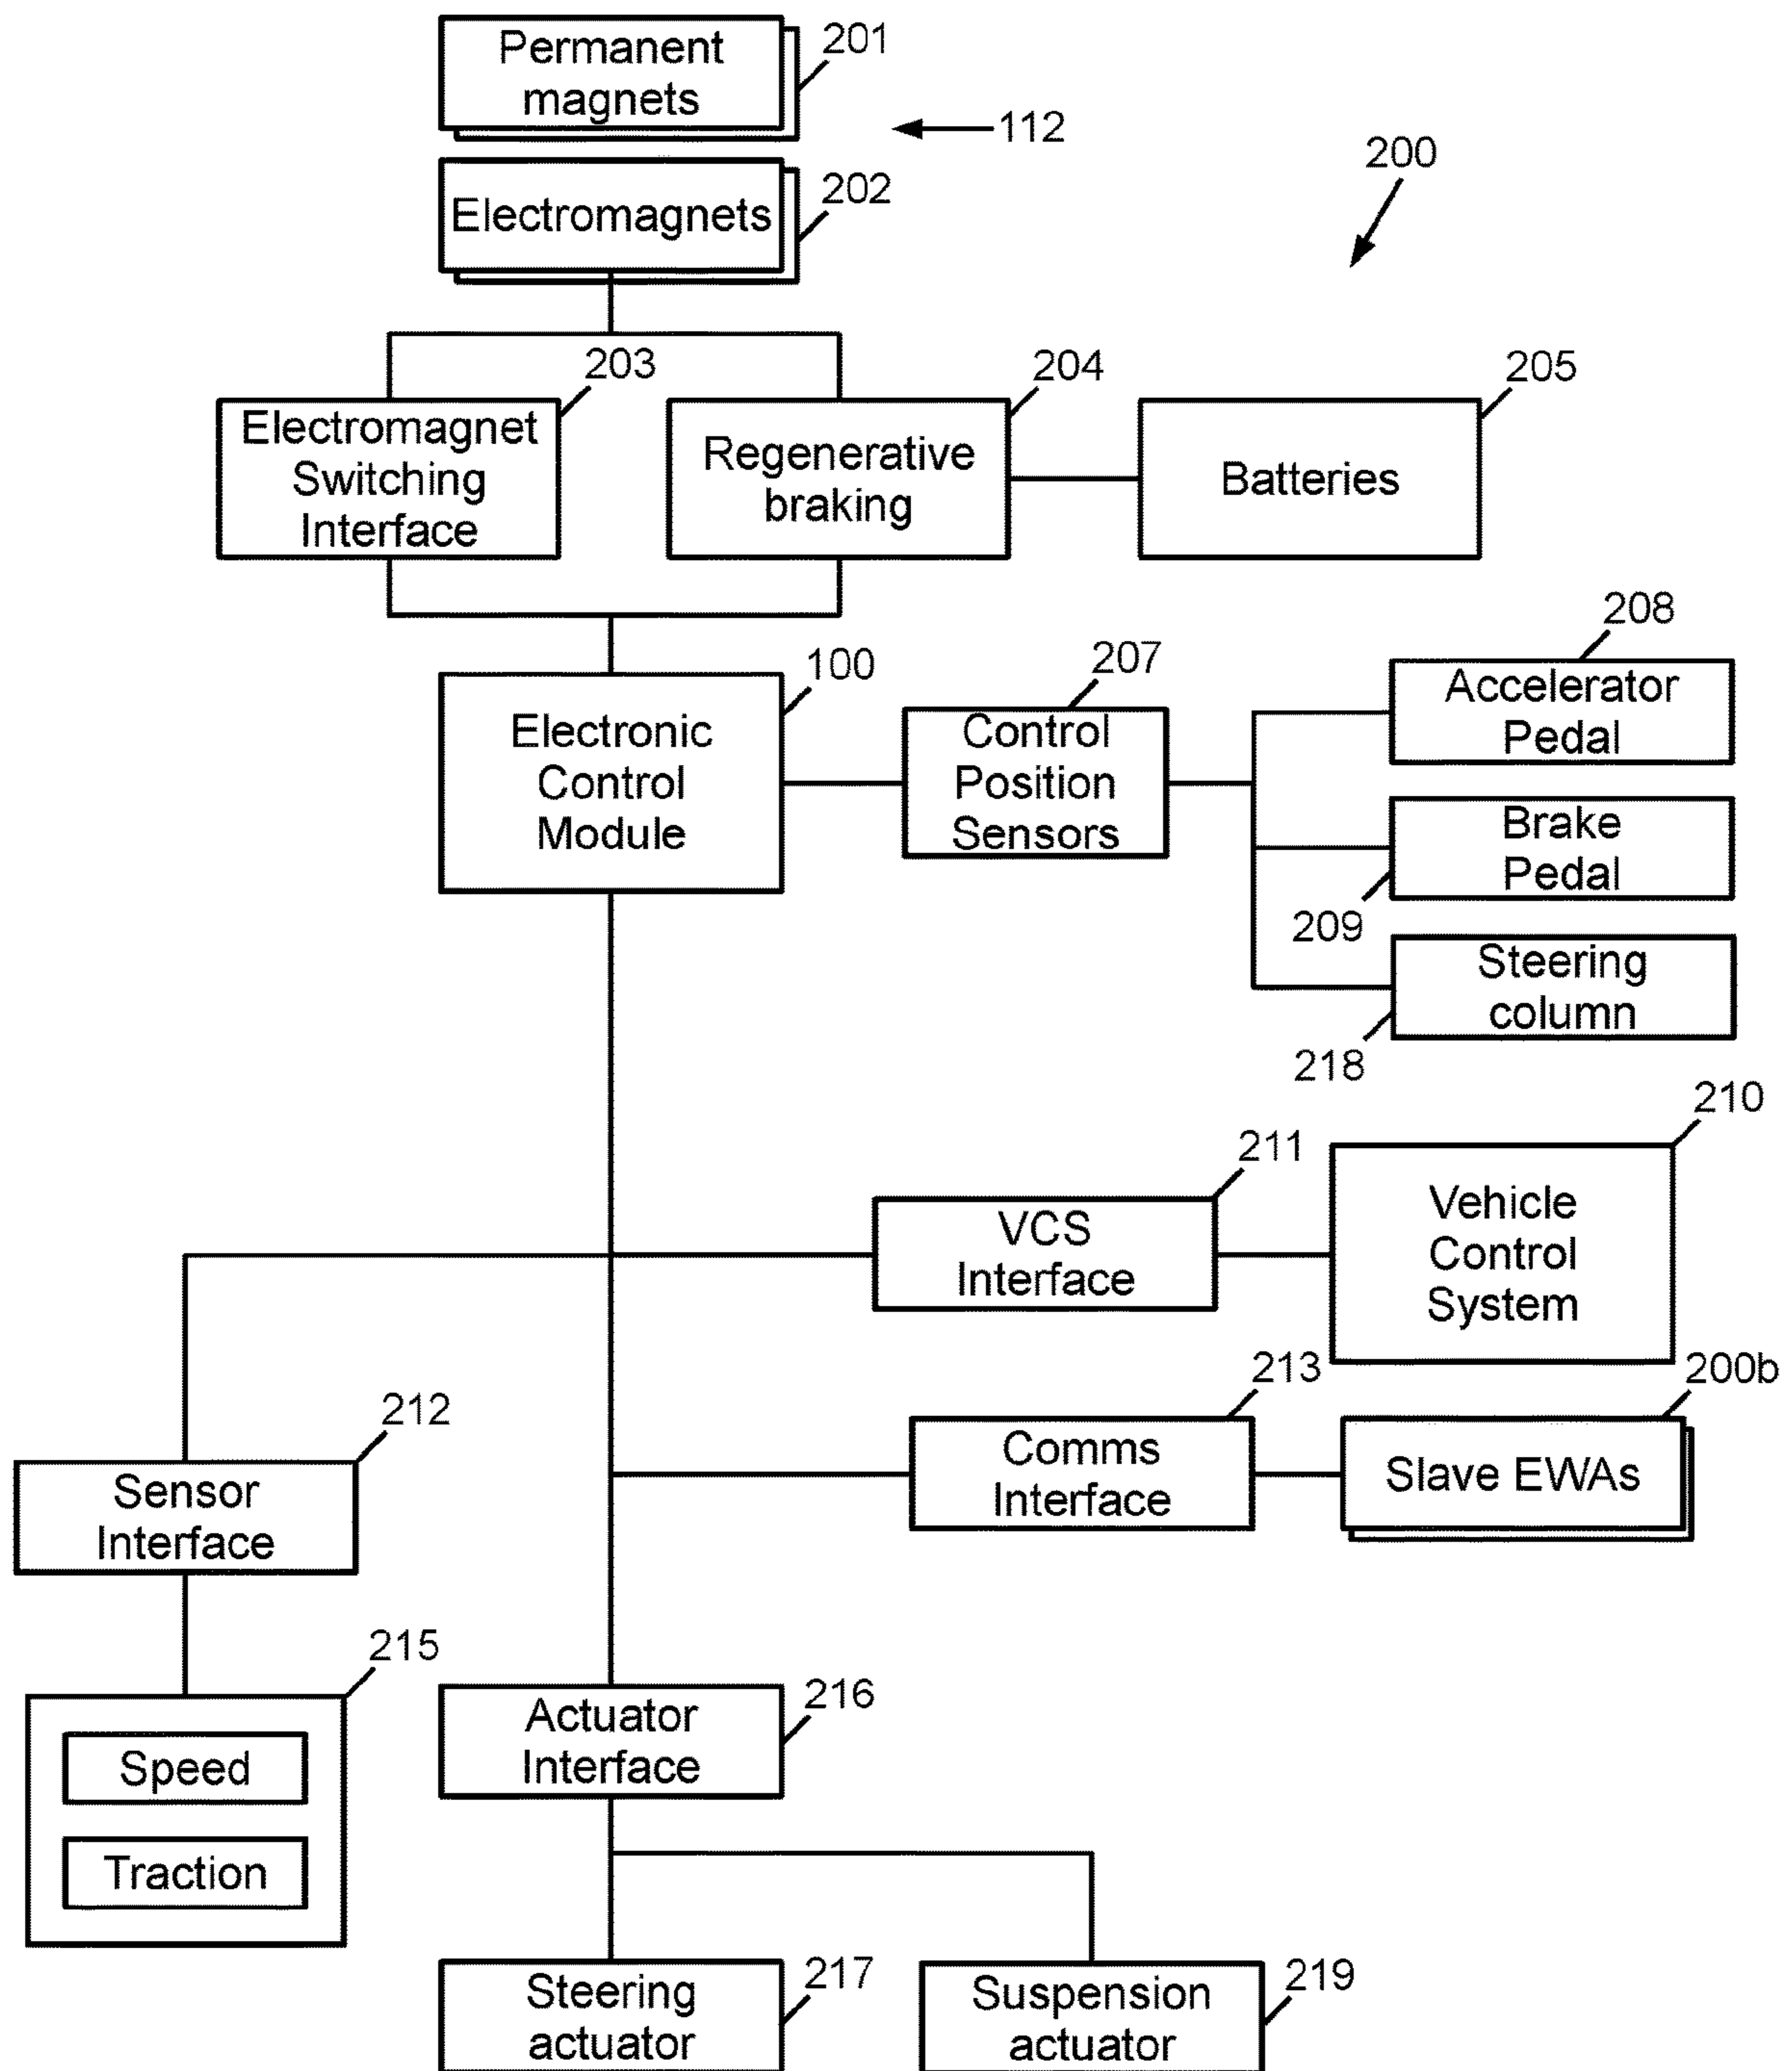 Permanent
magnets
201
112
200
Electromagnets
202
203
204
205
Electromagnet
Switching
Interface
Regenerative
braking
Batteries
100
207
208
Electronic
Control
Module
Control
Position
Sensors
Accelerator
Pedal
Brake
Pedal
209
Steering
column
218
210
211
VCS
Interface
Vehicle
Control
System
213
200b
212
Comms
Interface
Slave EWAs
Sensor
Interface
215
216
Speed
Traction
Actuator
Interface
217
219
Steering
actuator
Suspension
actuator